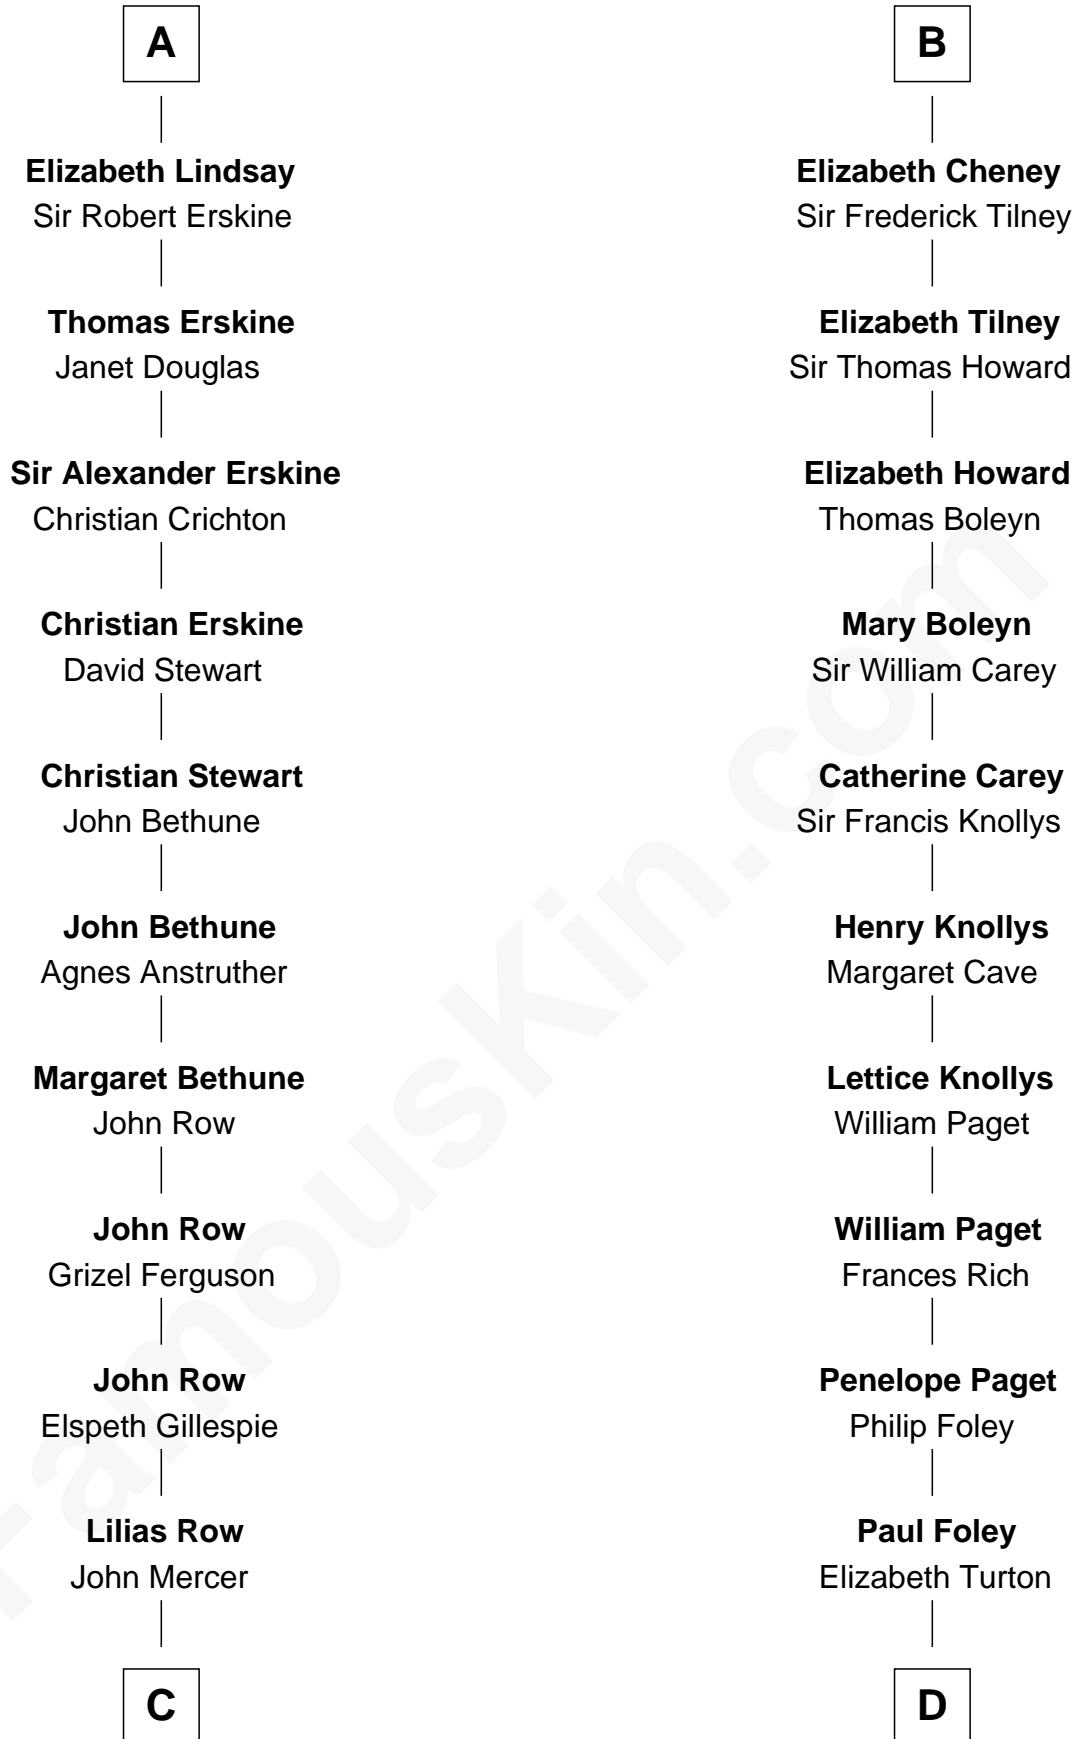 A
Elizabeth Lindsay
Sir Robert Erskine
Thomas Erskine
Janet Douglas
Sir Alexander Erskine
Christian Crichton
Christian Erskine
David Stewart
Christian Stewart
John Bethune
John Bethune
Agnes Anstruther
Margaret Bethune
John Row
John Row
Grizel Ferguson
John Row
Elspeth Gillespie
Lilias Row
John Mercer
C
B
Elizabeth Cheney
Sir Frederick Tilney
Elizabeth Tilney
Sir Thomas Howard
Elizabeth Howard
Thomas Boleyn
Mary Boleyn
Sir William Carey
Catherine Carey
Sir Francis Knollys
Henry Knollys
Margaret Cave
Lettice Knollys
William Paget
William Paget
Frances Rich
Penelope Paget
Philip Foley
Paul Foley
Elizabeth Turton
D
FamousKin.com